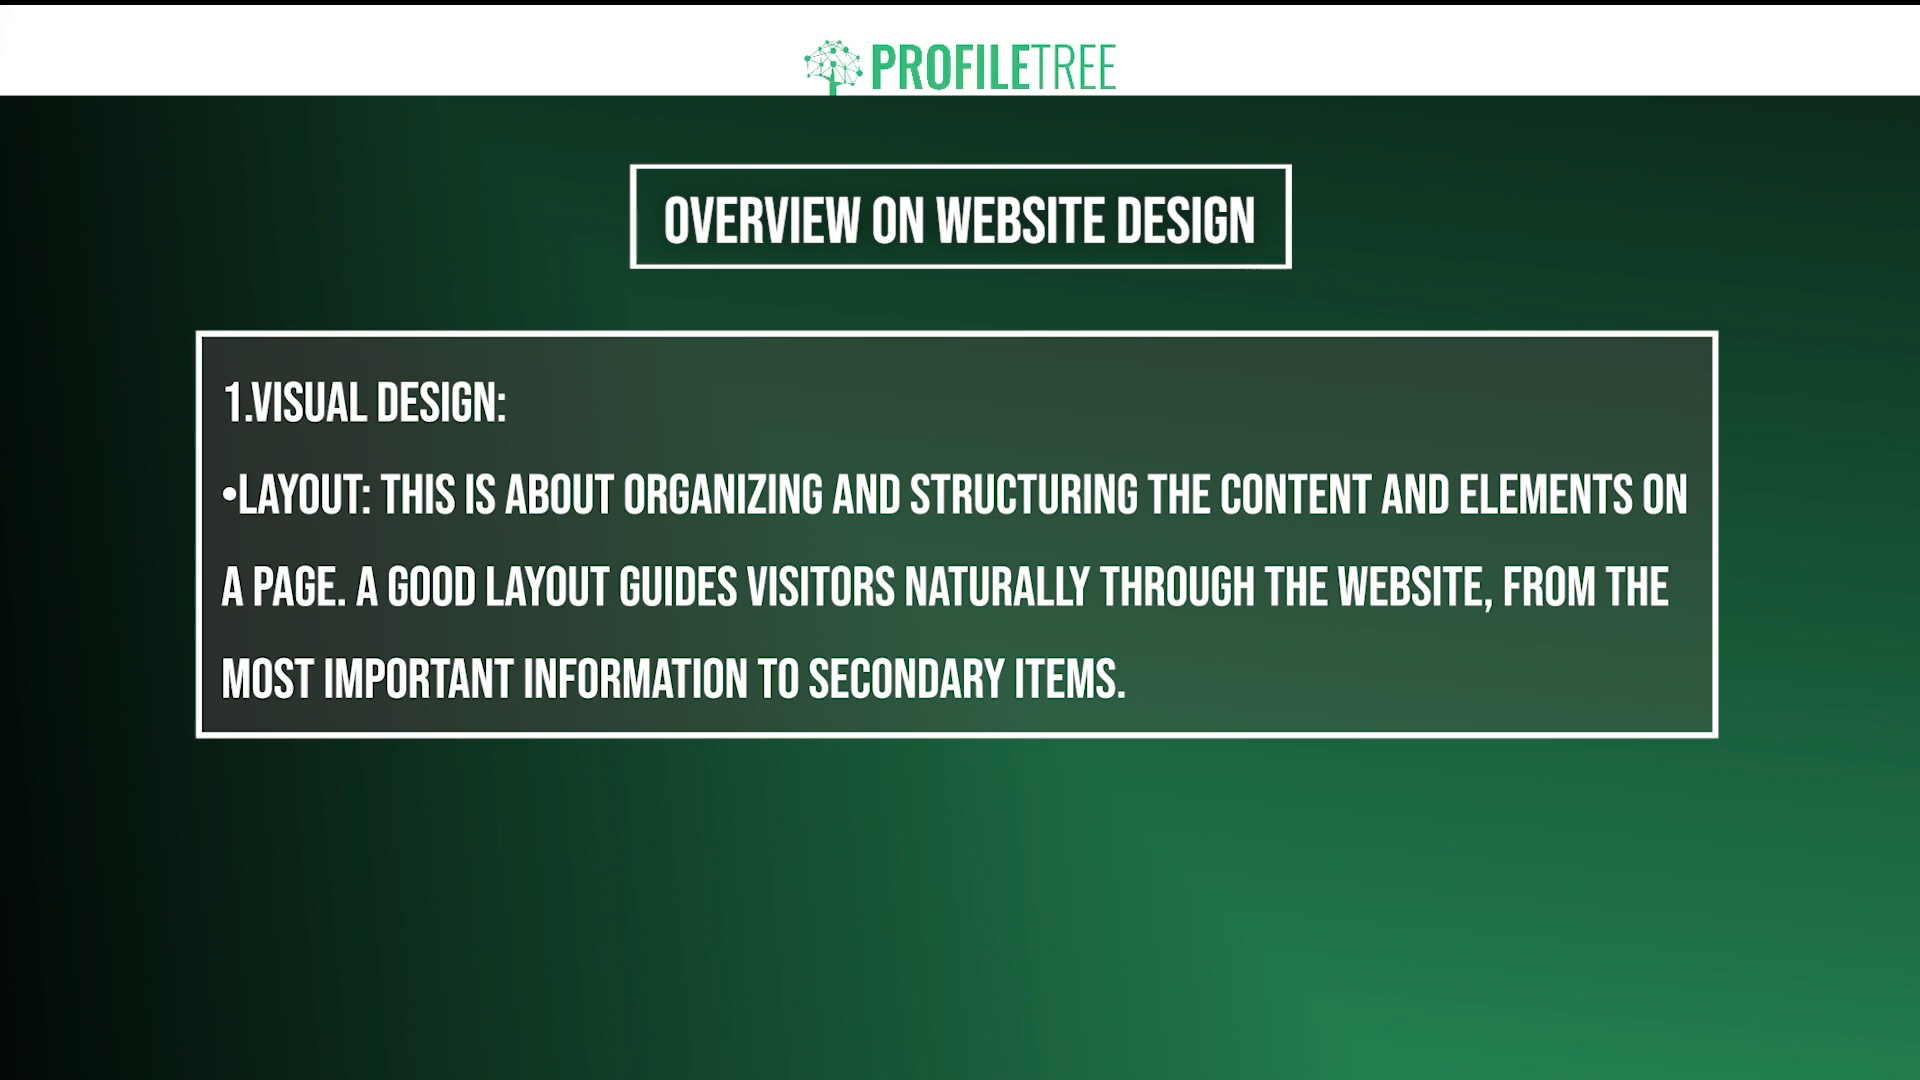 PROFILETREE
OVERVIEW ON WEBSITE DESIGN
1.VISUAL DESIGN:
•LAYOUT: THIS IS ABOUT ORGANIZING AND STRUCTURING THE CONTENT AND ELEMENTS ON
A PAGE. A GOOD LAYOUT GUIDES VISITORS NATURALLY THROUGH THE WEBSITE, FROM THE
MOST IMPORTANT INFORMATION TO SECONDARY ITEMS.